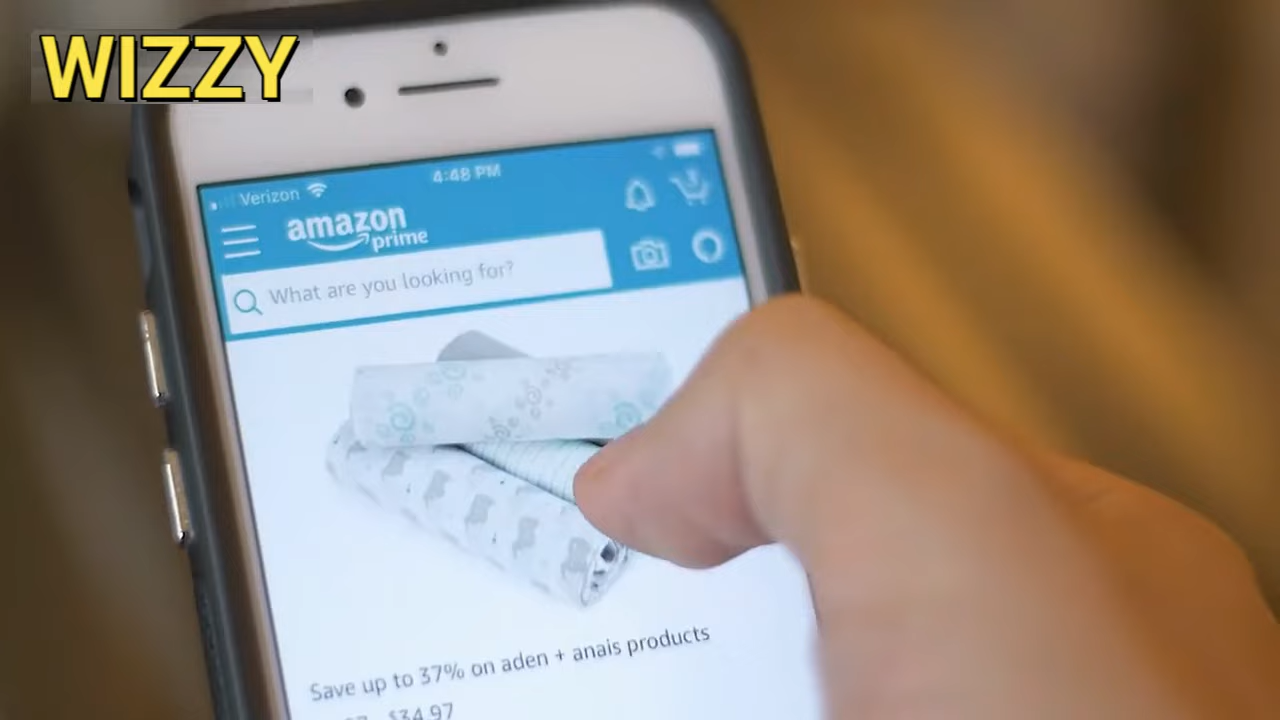 WIZZY
Verizon
4:48 PM
amazon
prime
What are you looking for?
Save up to 37% on aden + anais products
$34.97